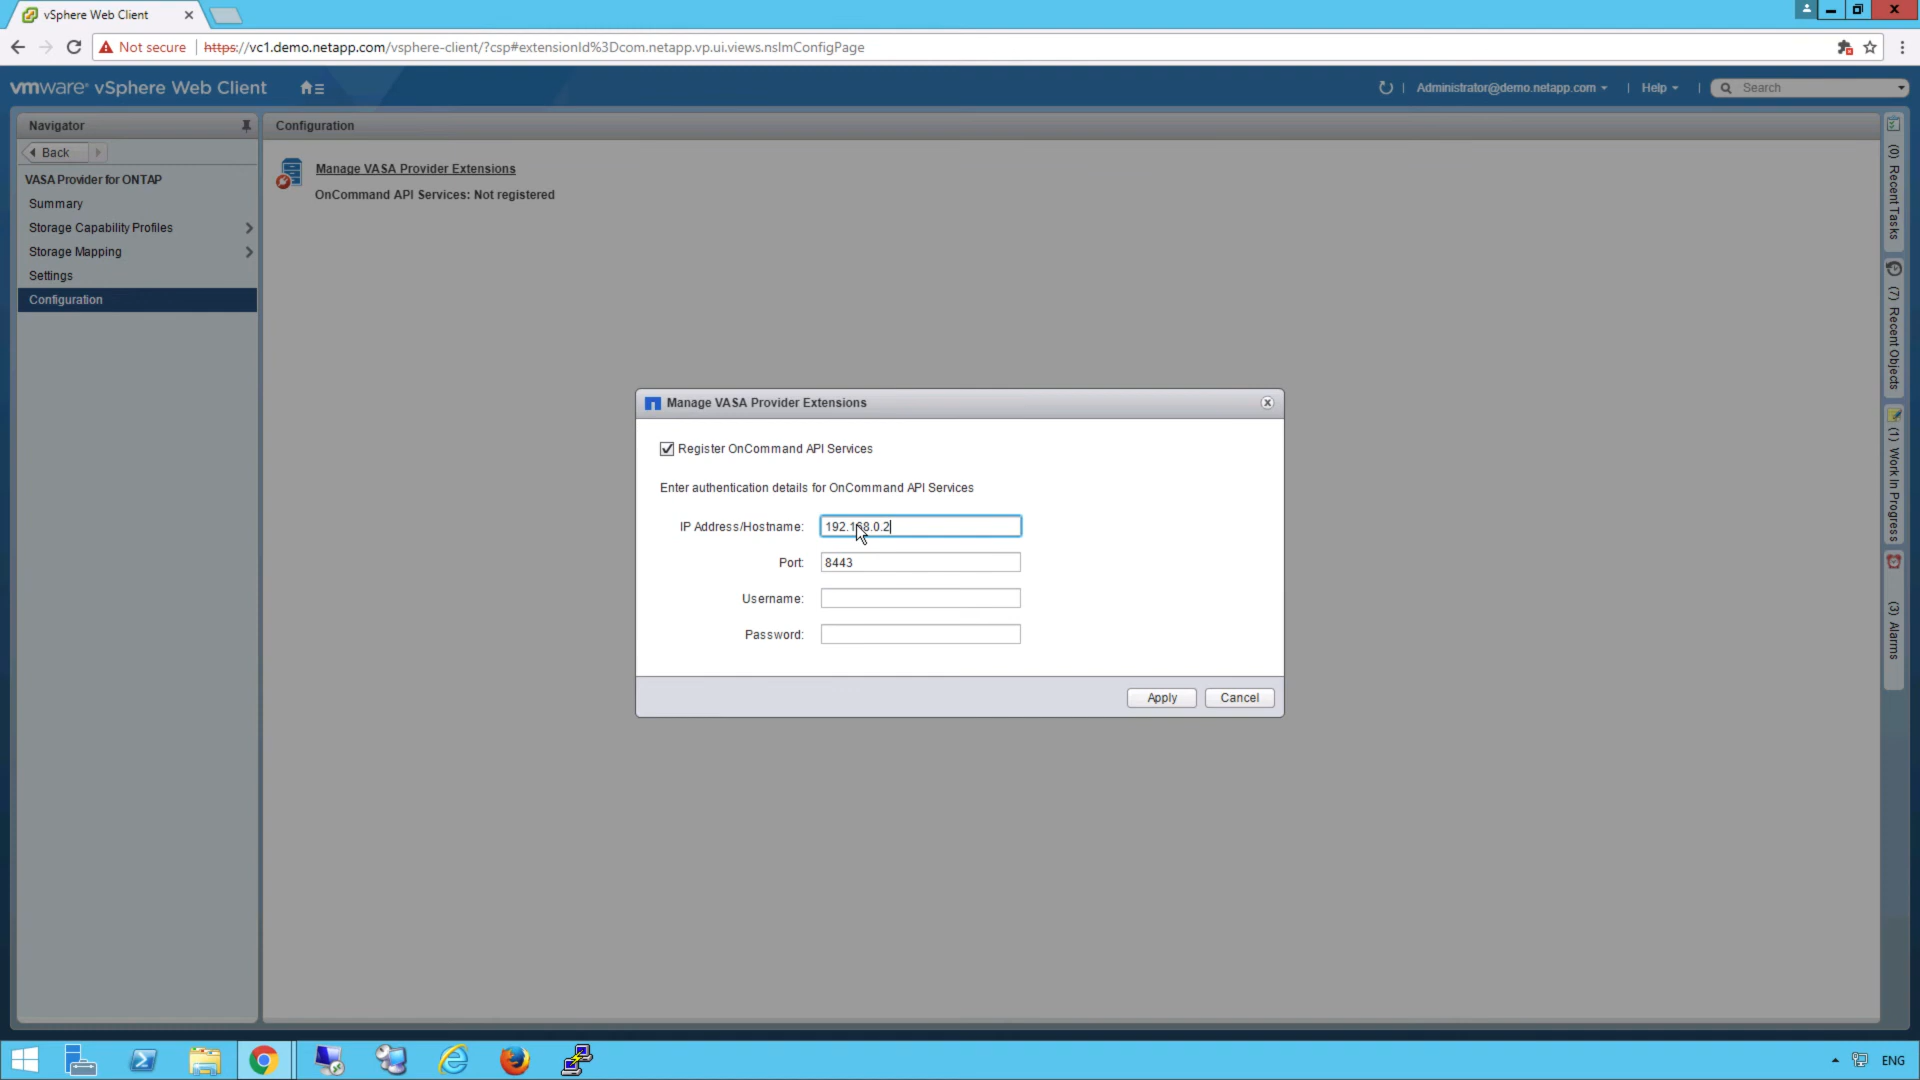 vSphere Web Client
Not secure
https://vc1.demo.netapp.com/vsphere-client/?csp#extensionId%3Dcom.netapp.vp.ui.views.nslmConfigPage
vmware® vSphere Web Client
Administrator@demo.netapp.com
|
Help
|
Search
Navigator
Back
VASA Provider for ONTAP
Summary
Storage Capability Profiles
Storage Mapping
Settings
Configuration
Configuration
Manage VASA Provider Extensions
OnCommand API Services: Not registered
Manage VASA Provider Extensions
Register OnCommand API Services
Enter authentication details for OnCommand API Services
IP Address/Hostname: 192.168.0.2
Port: 8443
Username:
Password:
Apply
Cancel
(0) Recent Tasks
(7) Recent Objects
(1) Work In Progress
(3) Alarms
ENG